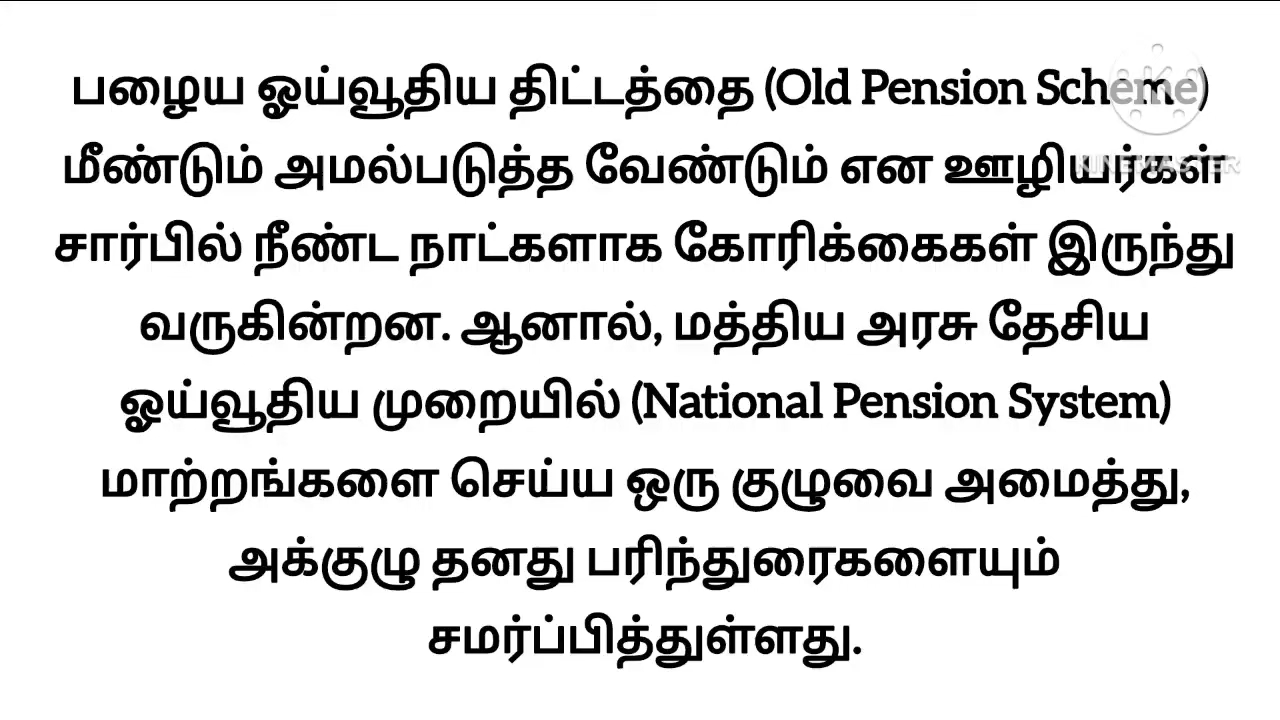 பழைய ஓய்வூதிய திட்டத்தை (Old Pension Scheme)
மீண்டும் அமல்படுத்த வேண்டும் என ஊழியர்கள்
சார்பில் நீண்ட நாட்களாக கோரிக்கைகள் இருந்து
வருகின்றன. ஆனால், மத்திய அரசு தேசிய
ஓய்வூதிய முறையில் (National Pension System)
மாற்றங்களை செய்ய ஒரு குழுவை அமைத்து,
அக்குழு தனது பரிந்துரைகளையும்
சமர்ப்பித்துள்ளது.
KINEMASTER